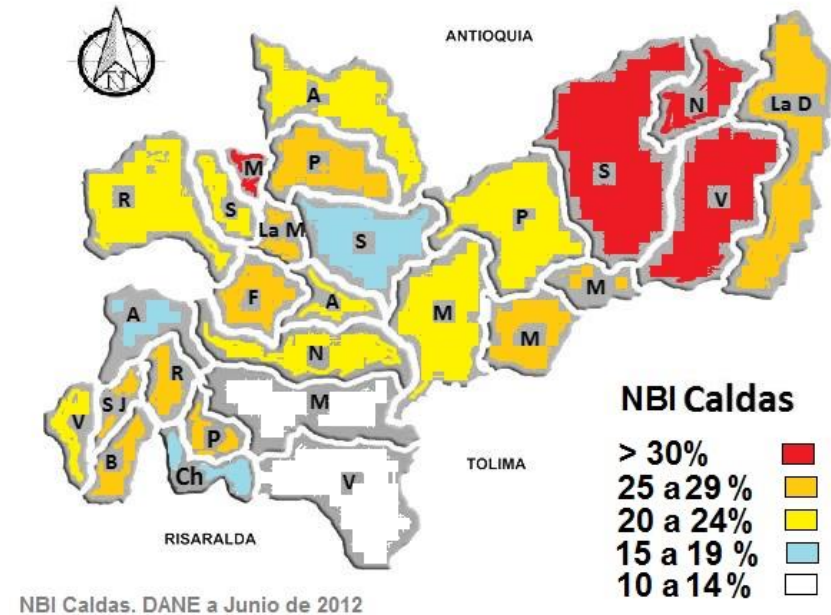 N
ANTIOQUIA
A
N
La D
P
M
R
S
S
V
La M
S
P
M
F
A
M
A
M
N
R
M
S J
V
P
B
Ch
V
TOLIMA
RISARALDA
NBI Caldas
> 30%
25 a 29 %
20 a 24%
15 a 19 %
10 a 14%
NBI Caldas. DANE a Junio de 2012